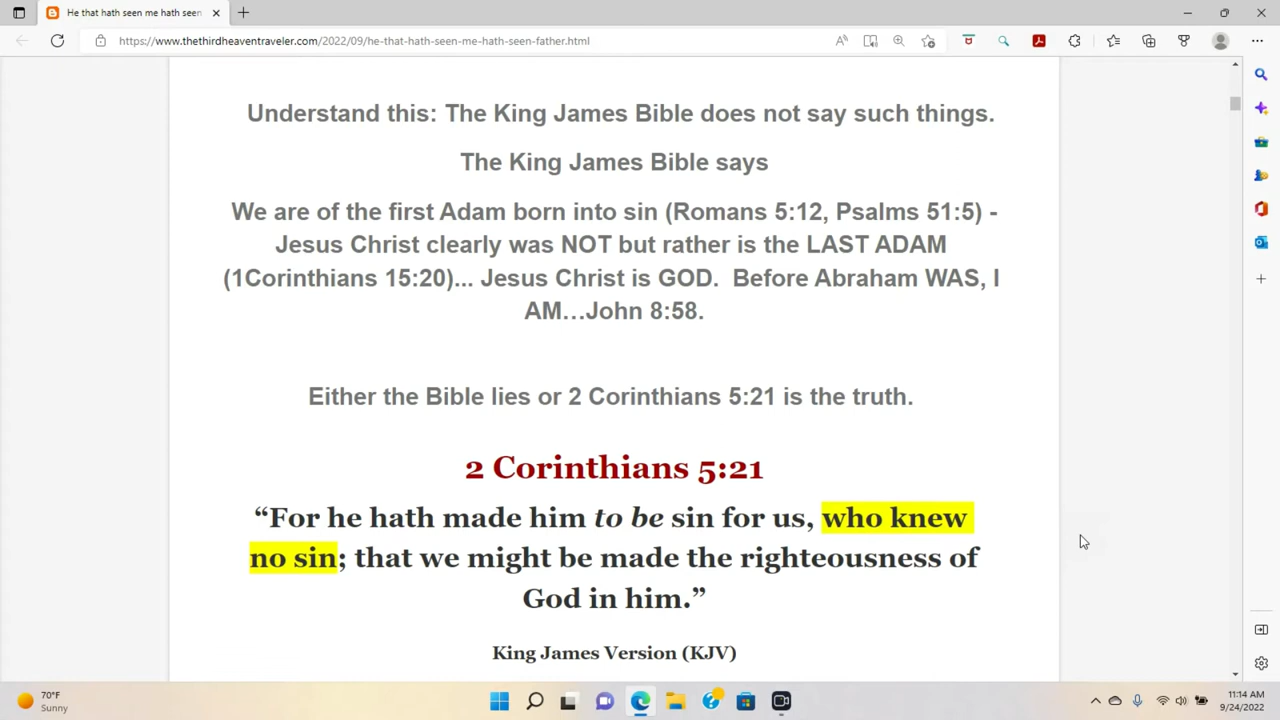 He that hath seen me hath seen
https://www.thethirdheaventraveler.com/2022/09/he-that-hath-seen-me-hath-seen-father.html
Understand this: The King James Bible does not say such things.
The King James Bible says
We are of the first Adam born into sin (Romans 5:12, Psalms 51:5) -
Jesus Christ clearly was NOT but rather is the LAST ADAM
(1Corinthians 15:20)... Jesus Christ is GOD.  Before Abraham WAS, I
AM…John 8:58.
Either the Bible lies or 2 Corinthians 5:21 is the truth.
2 Corinthians 5:21
“For he hath made him to be sin for us, who knew
no sin; that we might be made the righteousness of
God in him.”
King James Version (KJV)
70°F
Sunny
11:14 AM
9/24/2022